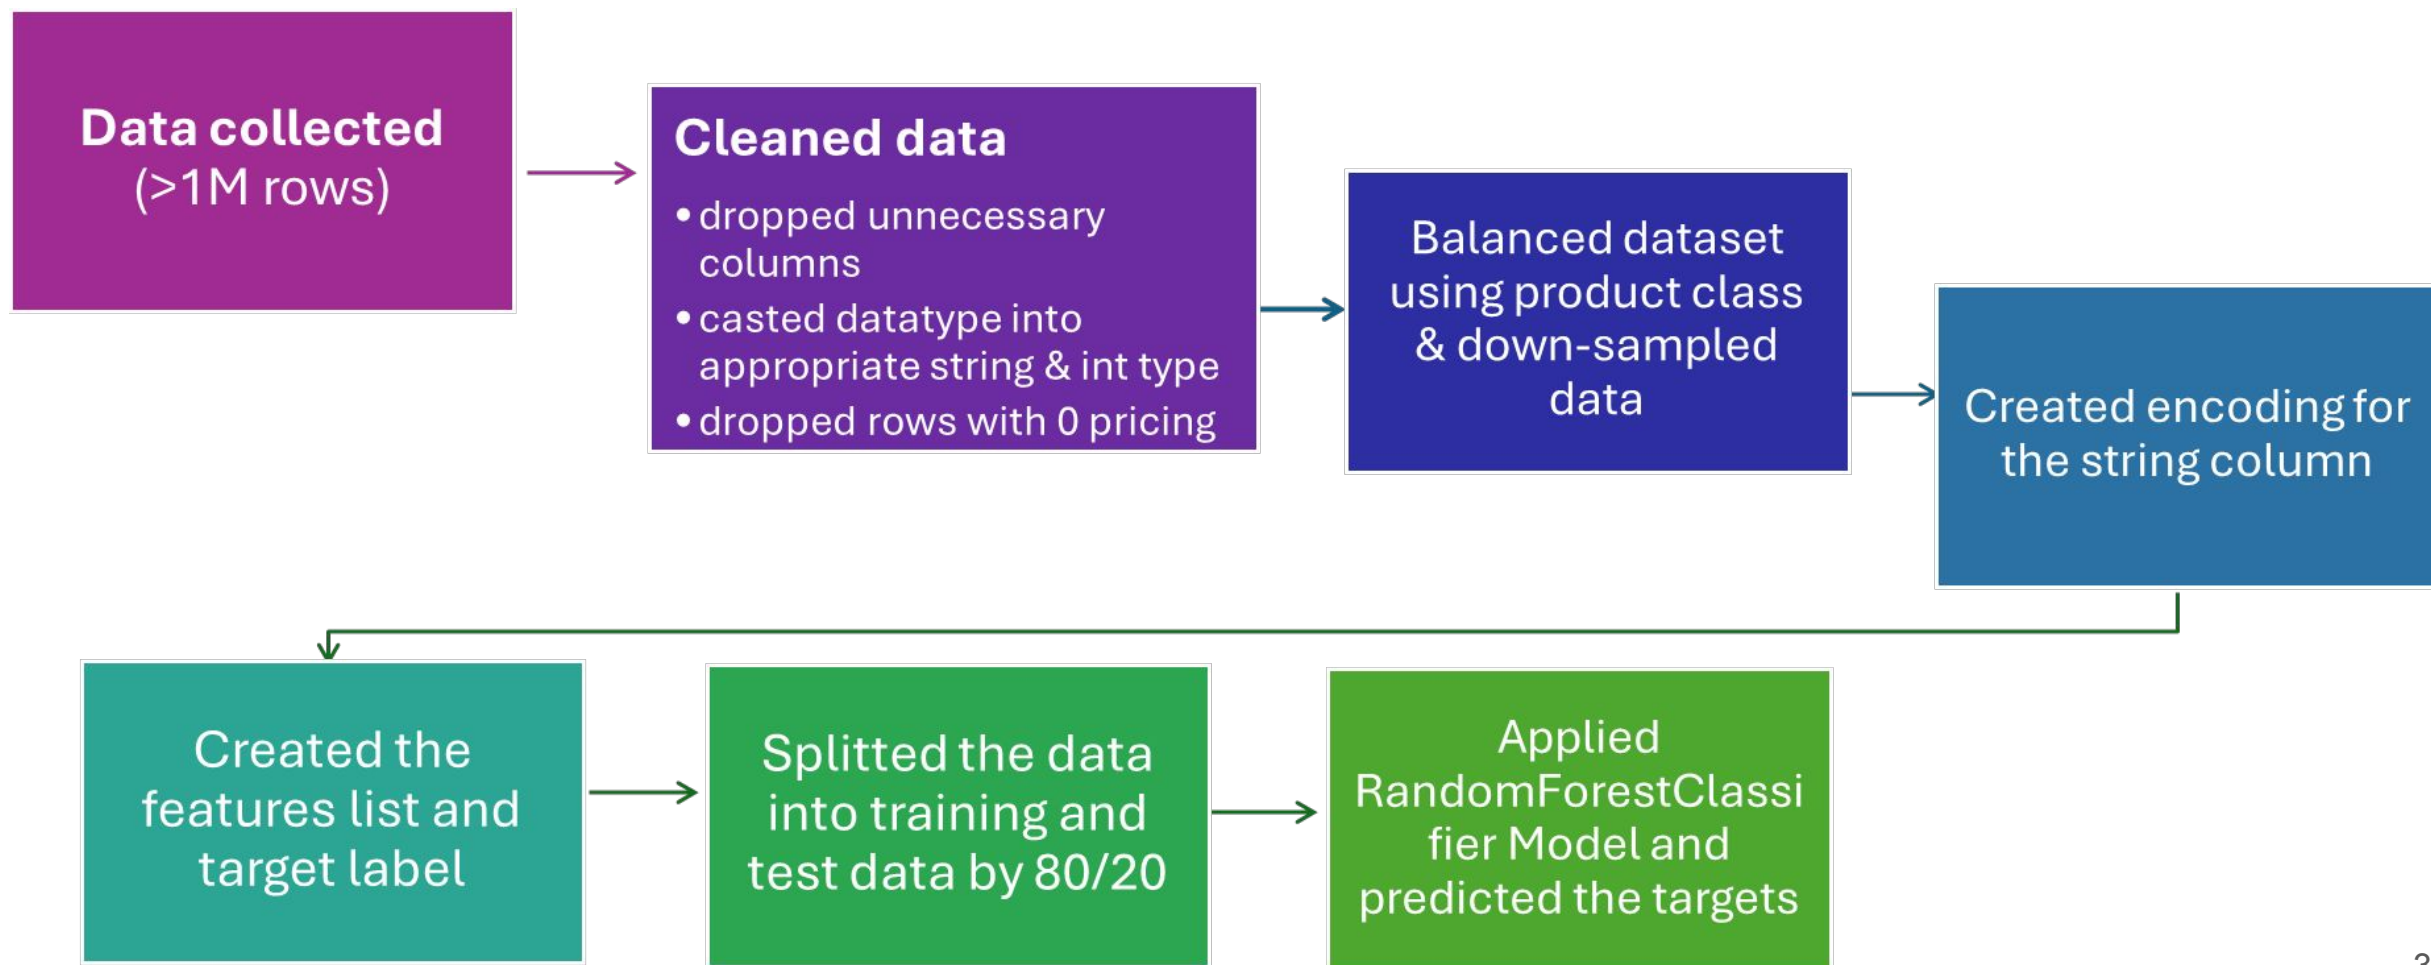 Data collected
(>1M rows)
Cleaned data
• dropped unnecessary
columns
• casted datatype into
appropriate string & int type
• dropped rows with 0 pricing
Balanced dataset
using product class
& down-sampled
data
Created encoding for
the string column
Created the
features list and
target label
Splitted the data
into training and
test data by 80/20
Applied
RandomForestClassi
fier Model and
predicted the targets
3